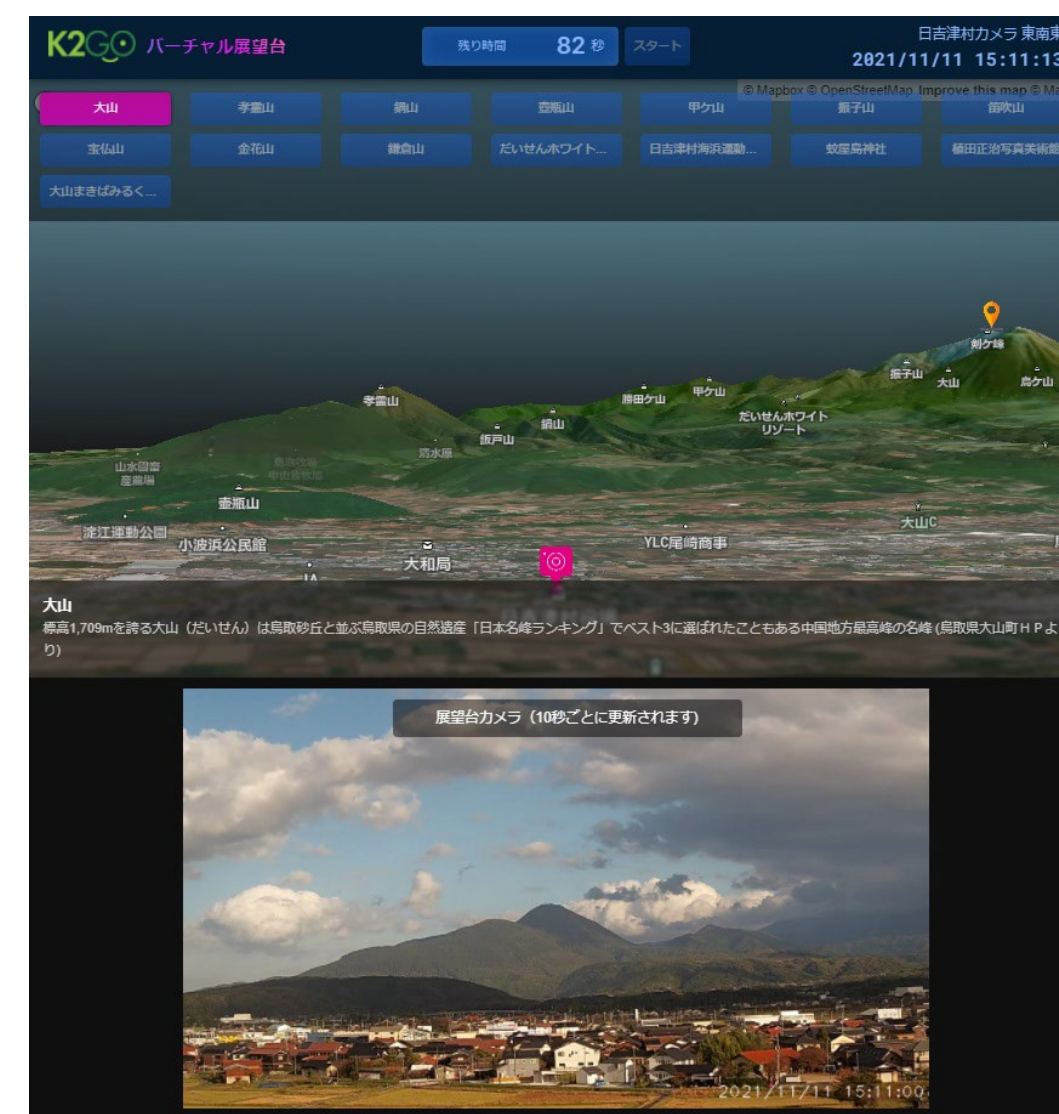 K2GO バーチャル展望台
残り時間 82 秒 スタート
日吉津村カメラ 東南東
2021/11/11 15:11:13
© Mapbox © OpenStreetMap Improve this map © Ma
大山 孝霊山 鍋山 壺瓶山 甲ケ山 振子山 笛吹山
宝仏山 金花山 鎌倉山 だいせんホワイト... 日吉津村海浜運動... 蚊屋島神社 植田正治写真美術館
大山まきばみるく...
剣ケ峰
振子山 大山 烏ケ山
孝霊山 勝田ケ山 甲ケ山
だいせんホワイト
リゾート
鍋山
飯戸山
清水原
山水園畜
産農場
壺瓶山
淀江運動公園
小波浜公民館
大和局
YLC尾崎商事
大山C
JA
大山
標高1,709mを誇る大山（だいせん）は鳥取砂丘と並ぶ鳥取県の自然遺産「日本名峰ランキング」でベスト3に選ばれたこともある中国地方最高峰の名峰 (鳥取県大山町ＨＰよ
り)
展望台カメラ（10秒ごとに更新されます）
2021/11/11 15:11:00